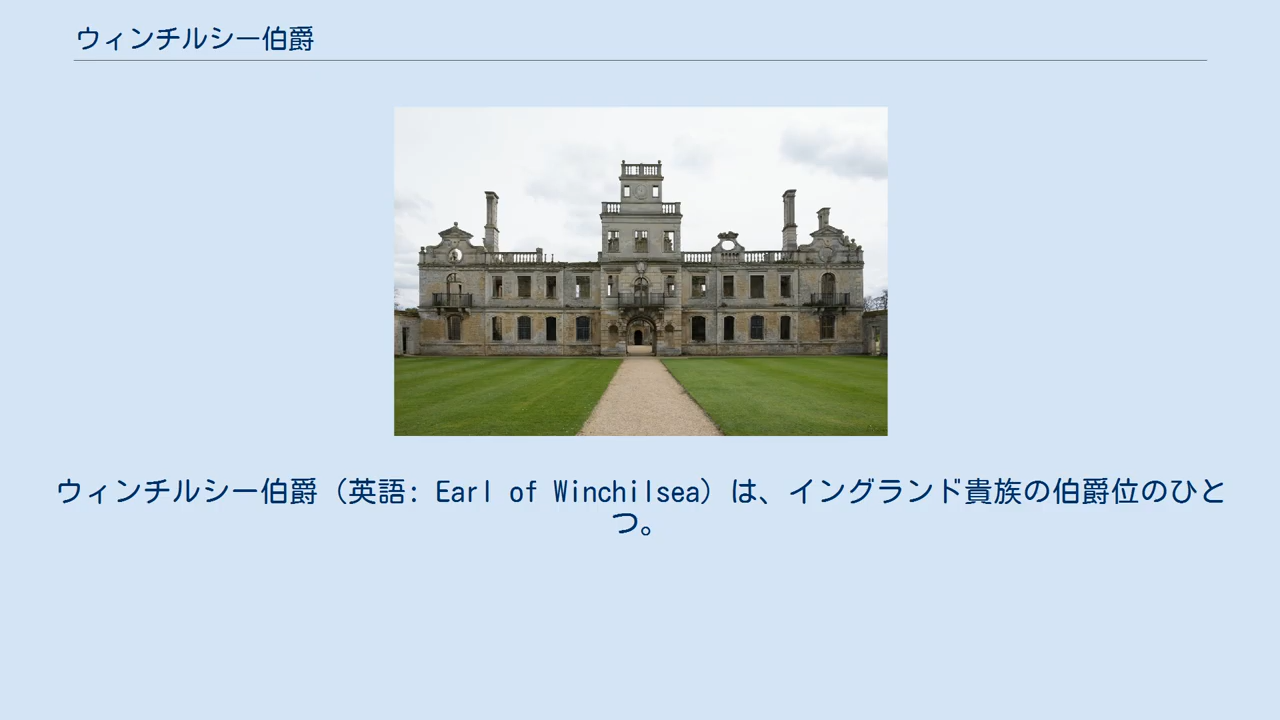 ウィンチルシー伯爵
ウィンチルシー伯爵（英語: Earl of Winchilsea）は、イングランド貴族の伯爵位のひと
つ。